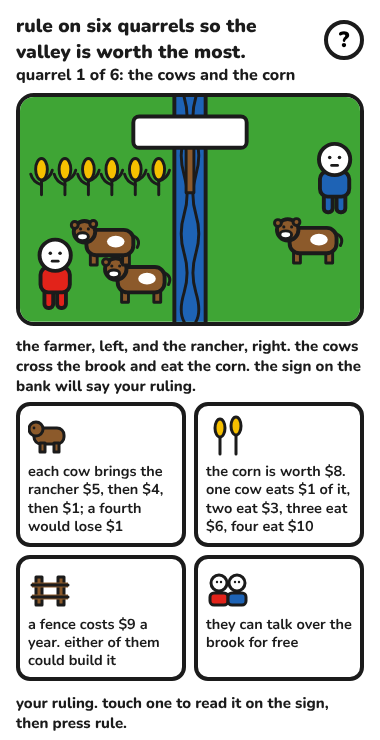 rule on six quarrels so the
valley is worth the most.
?
quarrel 1 of 6: the cows and the corn
the farmer, left, and the rancher, right. the cows
cross the brook and eat the corn. the sign on the
bank will say your ruling.
each cow brings the
rancher $5, then $4,
then $1; a fourth
would lose $1
the corn is worth $8.
one cow eats $1 of it,
two eat $3, three eat
$6, four eat $10
a fence costs $9 a
year. either of them
could build it
they can talk over the
brook for free
your ruling. touch one to read it on the sign,
then press rule.